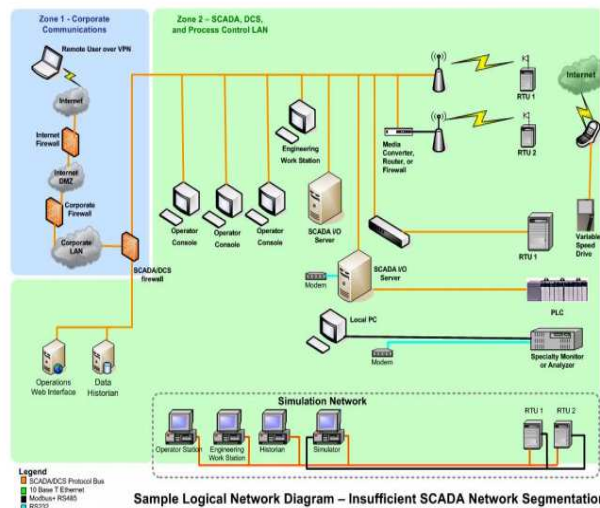 Zone 1 - Corporate
Communications
Remote User over VPN
Internet
Internet
Firewall
Internet
DMZ
Corporate
Firewall
Corporate
LAN
SCADA/DCS
firewall
Operations
Web Interface
Data
Historian
Zone 2 – SCADA, DCS,
and Process Control LAN
Engineering
Work Station
Operator
Console
Operator
Console
Operator
Console
SCADA I/O
Server
Media
Converter,
Router, or
Firewall
RTU 1
RTU 2
Internet
Variable
Speed
Drive
RTU 1
Modem
SCADA I/O
Server
PLC
Local PC
Modem
Specialty Monitor
or Analyzer
Simulation Network
Operator Station
Engineering
Work Station
Historian
Simulator
RTU 1
RTU 2
Legend
SCADA/DCS Protocol Bus
10 Base T Ethernet
Modbus+ RS485
RS232
Sample Logical Network Diagram – Insufficient SCADA Network Segmentation